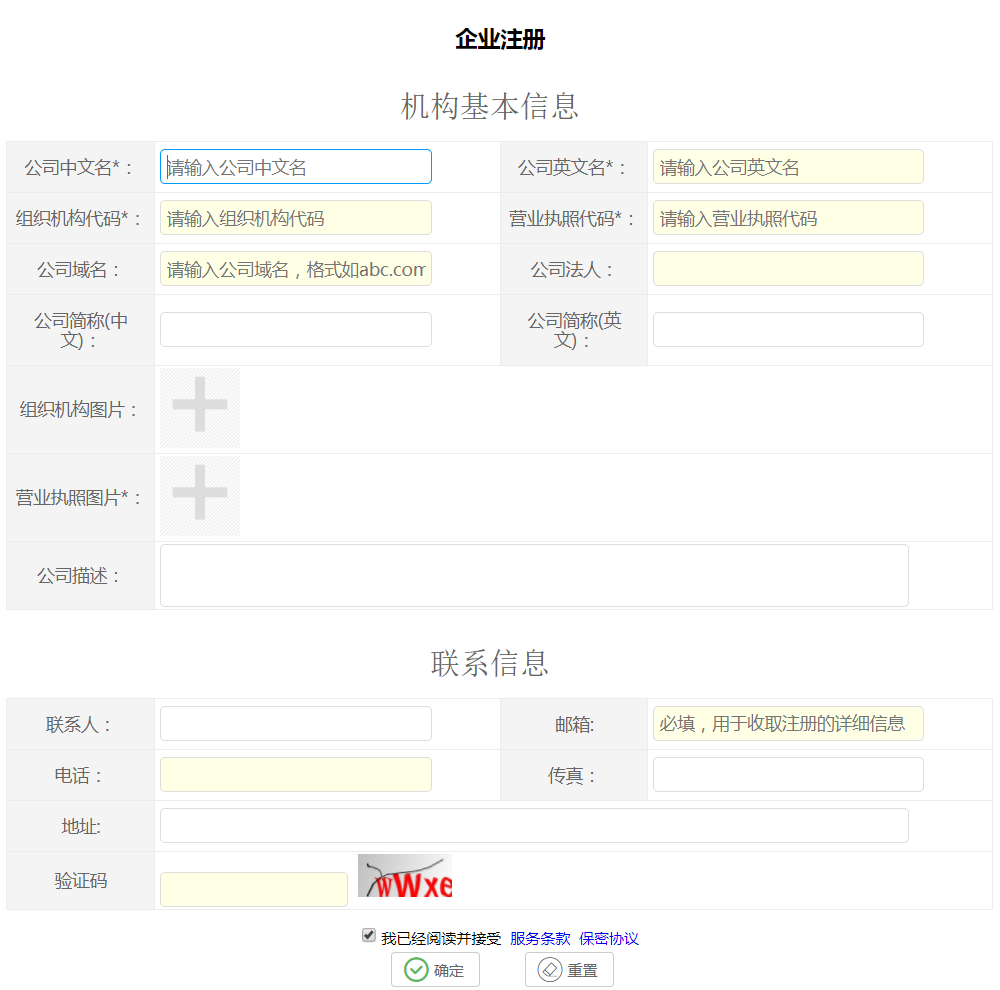 企业注册
机构基本信息
公司中文名*： 请输入公司中文名 公司英文名*： 请输入公司英文名
组织机构代码*： 请输入组织机构代码 营业执照代码*： 请输入营业执照代码
公司域名： 请输入公司域名，格式如abc.com 公司法人：
公司简称(中文)： 公司简称(英文)：
组织机构图片：
营业执照图片*：
公司描述：
联系信息
联系人： 邮箱: 必填，用于收取注册的详细信息
电话： 传真：
地址:
验证码 wWxe
我已经阅读并接受 服务条款 保密协议
确定 重置